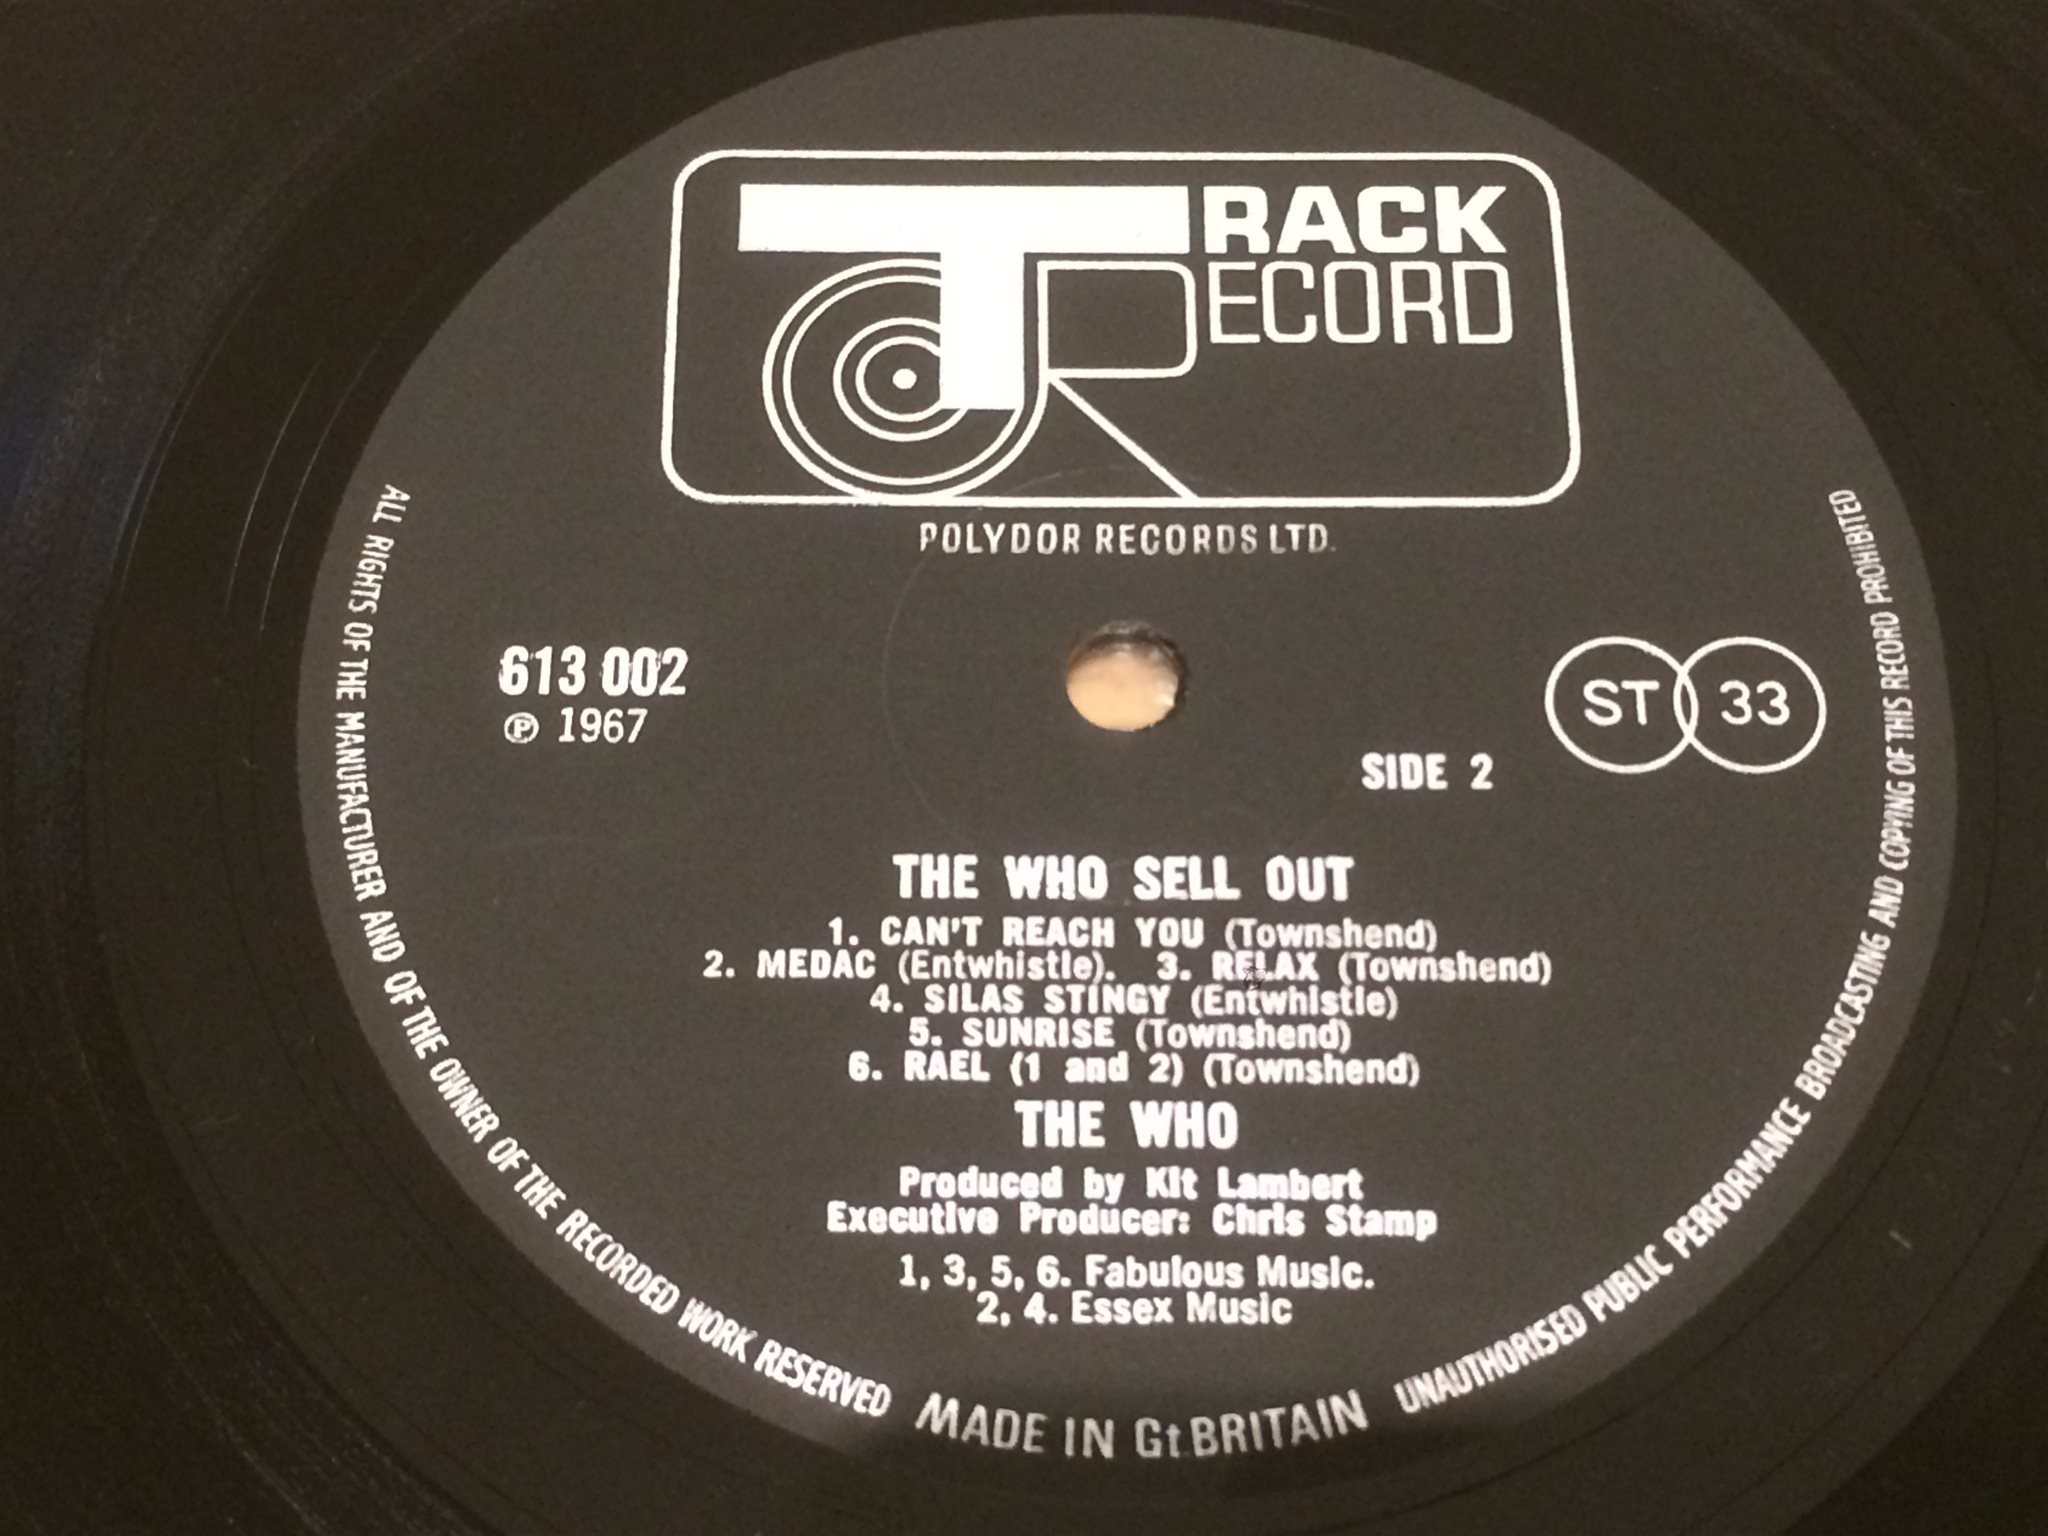 TRACK
RECORD
POLYDOR RECORDS LTD.
613 002
℗ 1967
ST 33
SIDE 2
THE WHO SELL OUT
1. CAN'T REACH YOU (Townshend)
2. MEDAC (Entwhistle). 3. RELAX (Townshend)
4. SILAS STINGY (Entwhistle)
5. SUNRISE (Townshend)
6. RAEL (1 and 2) (Townshend)
THE WHO
Produced by Kit Lambert
Executive Producer: Chris Stamp
1, 3, 5, 6. Fabulous Music.
2, 4. Essex Music
ALL RIGHTS OF THE MANUFACTURER AND OF THE OWNER OF THE RECORDED WORK RESERVED
MADE IN Gt.BRITAIN
UNAUTHORISED PUBLIC PERFORMANCE BROADCASTING AND COPYING OF THIS RECORD PROHIBITED